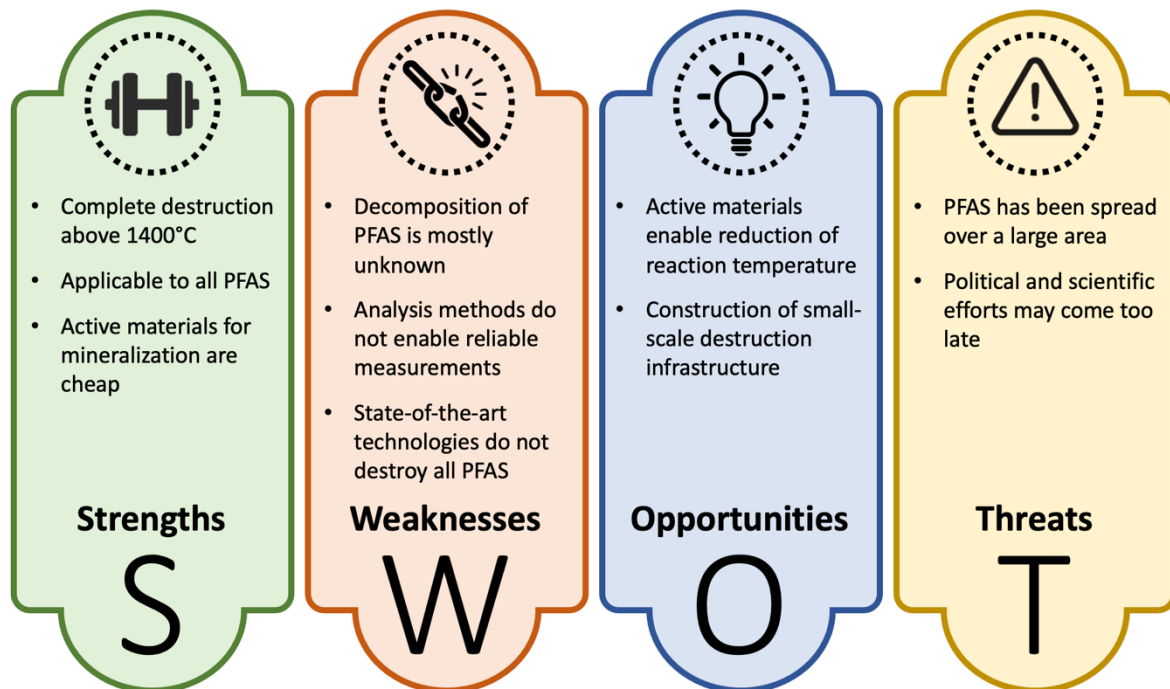 • Complete destruction
above 1400°C
• Applicable to all PFAS
• Active materials for
mineralization are
cheap
Strengths
S
• Decomposition of
PFAS is mostly
unknown
• Analysis methods do
not enable reliable
measurements
• State-of-the-art
technologies do not
destroy all PFAS
Weaknesses
W
• Active materials
enable reduction of
reaction temperature
• Construction of small-
scale destruction
infrastructure
Opportunities
O
• PFAS has been spread
over a large area
• Political and scientific
efforts may come too
late
Threats
T